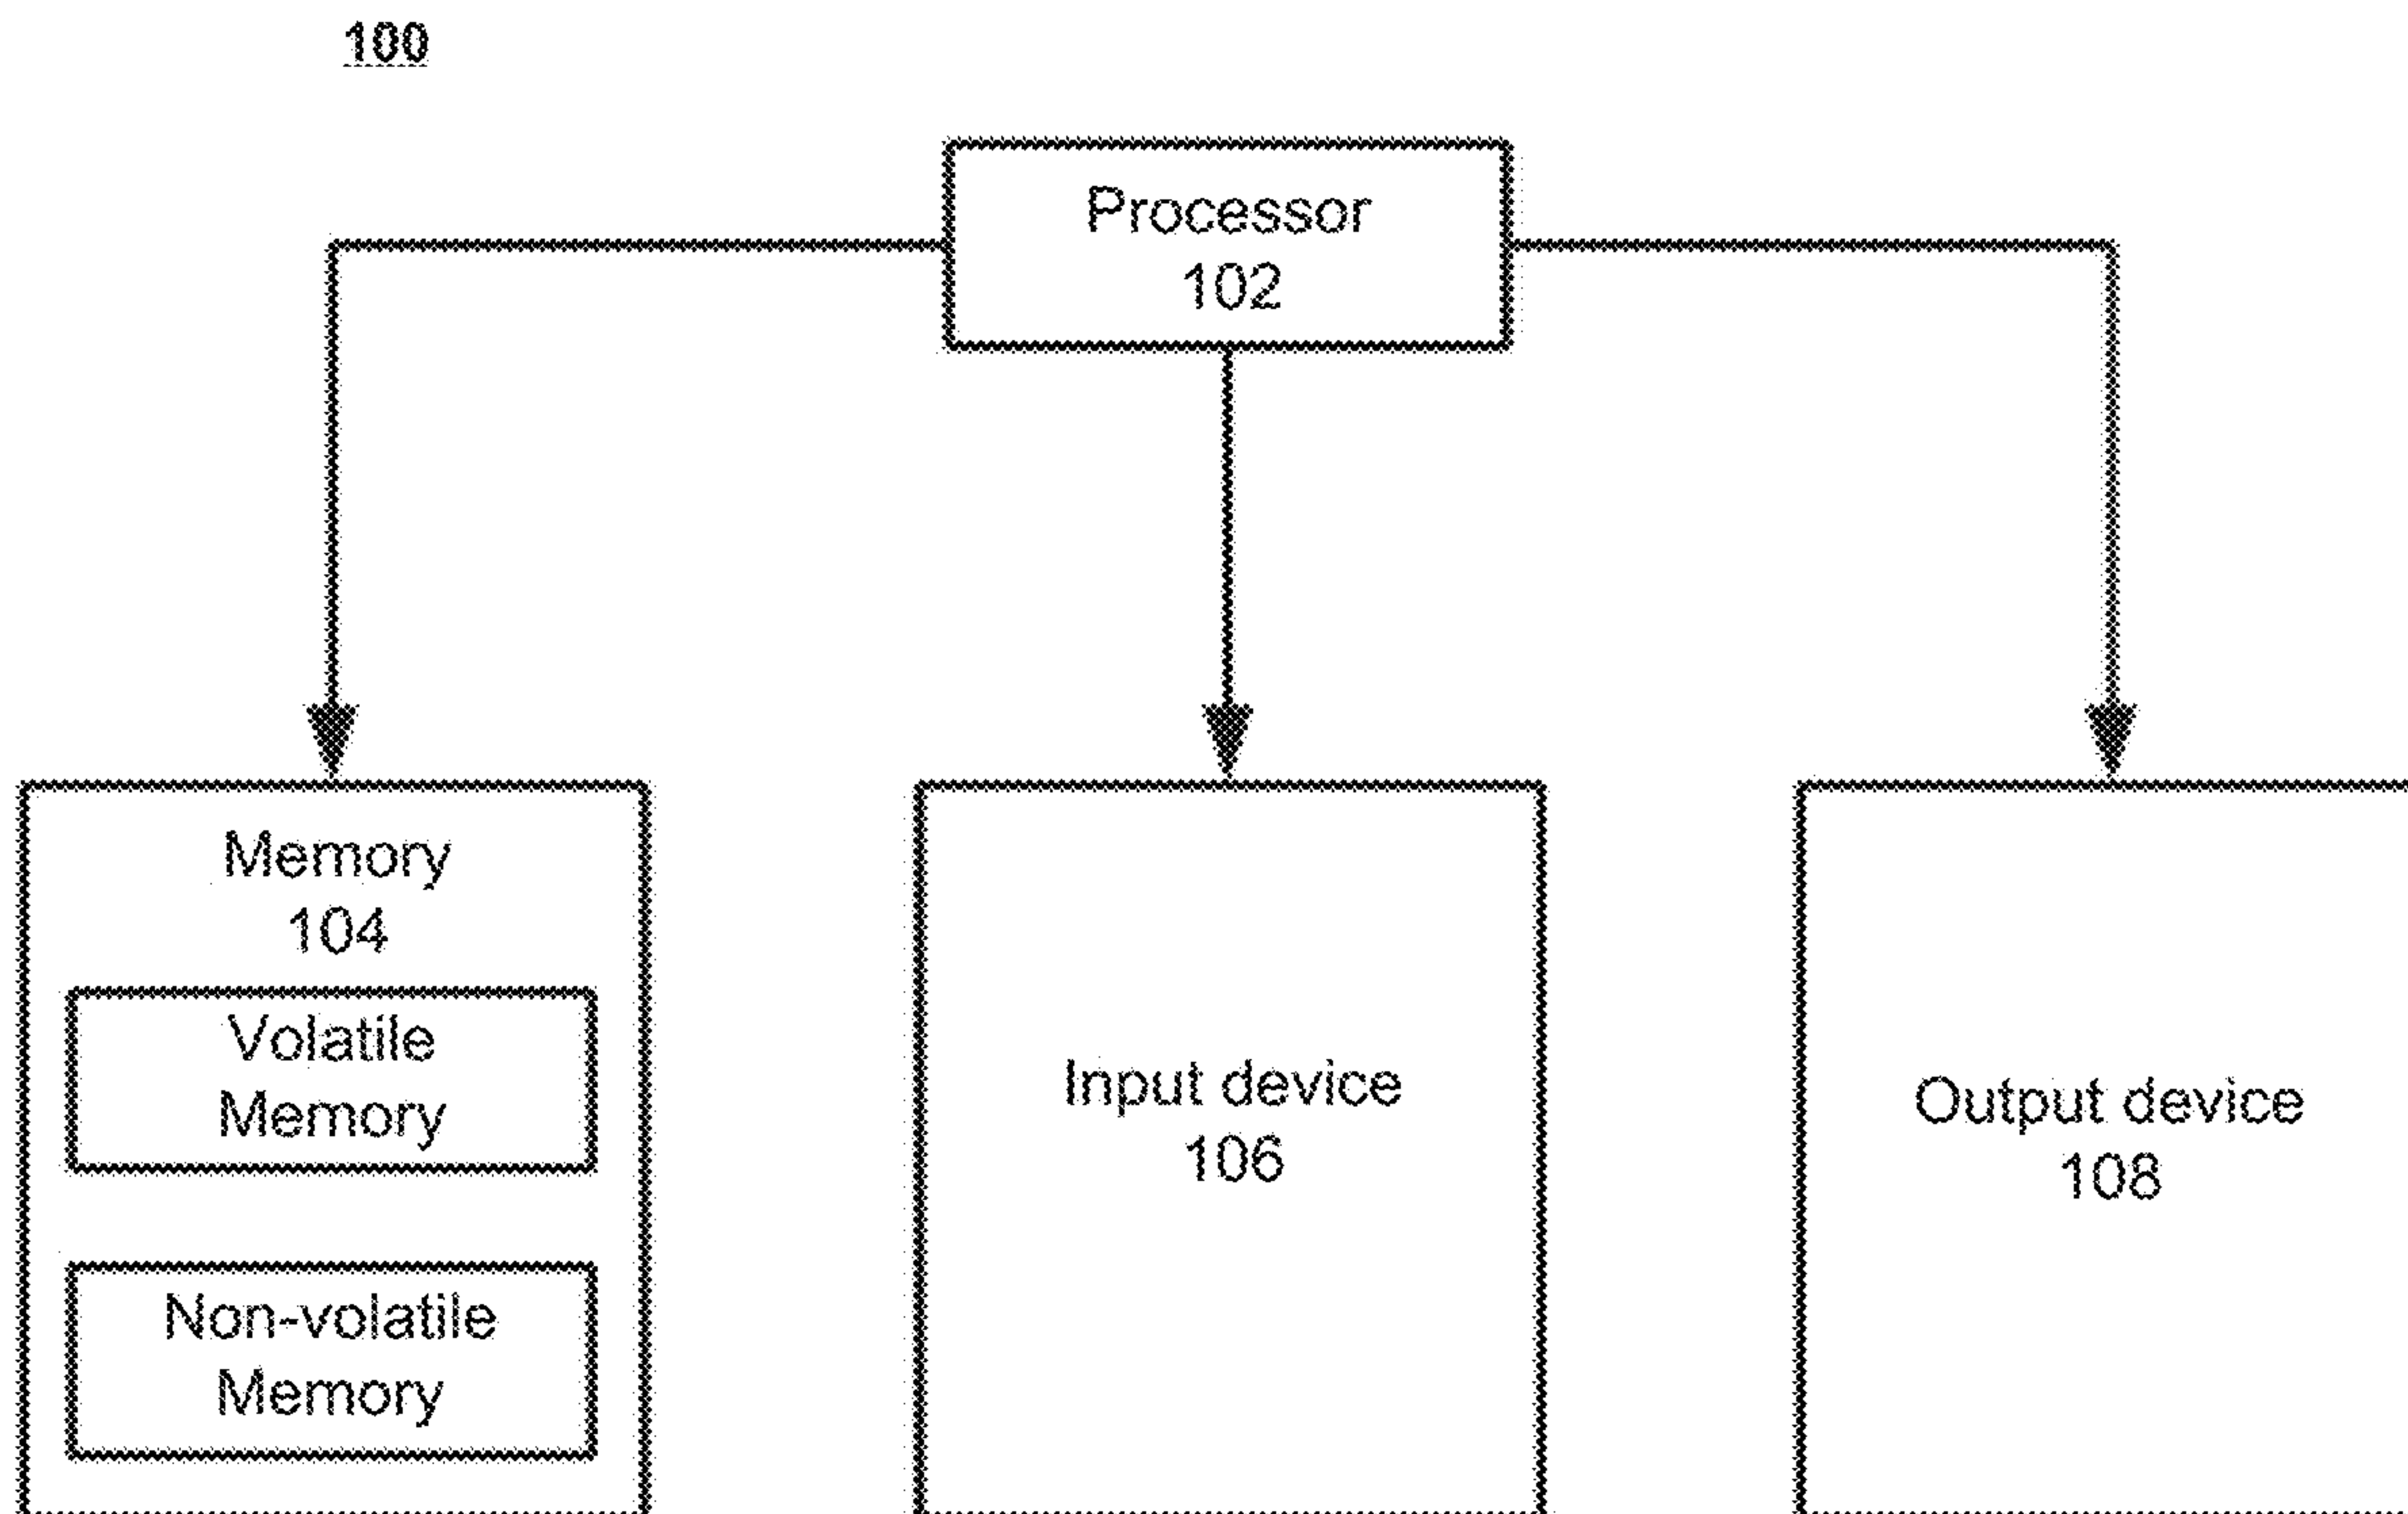 100
Processor
102
Memory
104
Volatile
Memory
Non-volatile
Memory
Input device
106
Output device
108